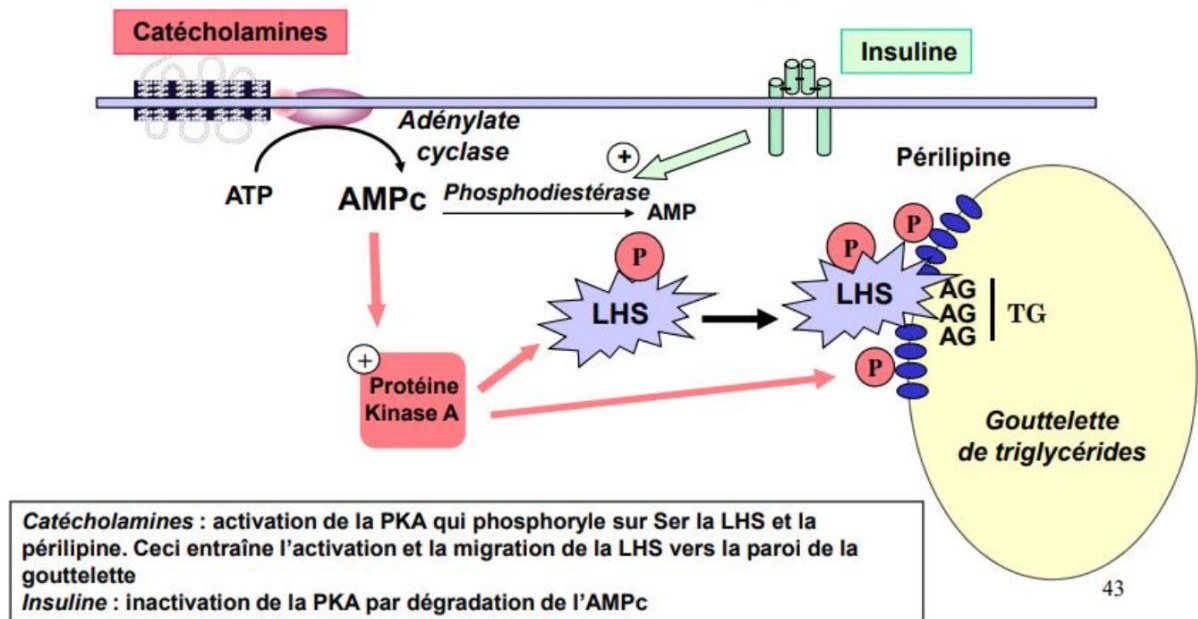 Catécholamines
Insuline
Adénylate
cyclase
+
Périlipine
ATP
AMPc
Phosphodiestérase
AMP
P
P
P
LHS
LHS
AG
AG
AG
TG
+
Protéine
Kinase A
P
Gouttelette
de triglycérides
Catécholamines : activation de la PKA qui phosphoryle sur Ser la LHS et la
périlipine. Ceci entraîne l'activation et la migration de la LHS vers la paroi de la
gouttelette
Insuline : inactivation de la PKA par dégradation de l'AMPc
43